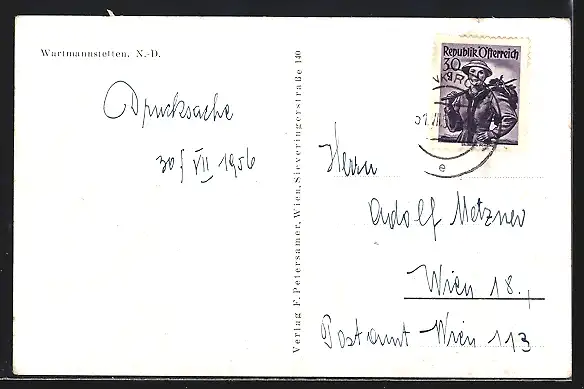 Wartmannstetten, N.-D.
Drucksache
30/VII 1956
Verlag F. Petersamer, Wien, Sieveringerstraße 140
Republik Österreich
30
Herrn
Adolf Metzner
Wien 18.,
Postamt Wien 113